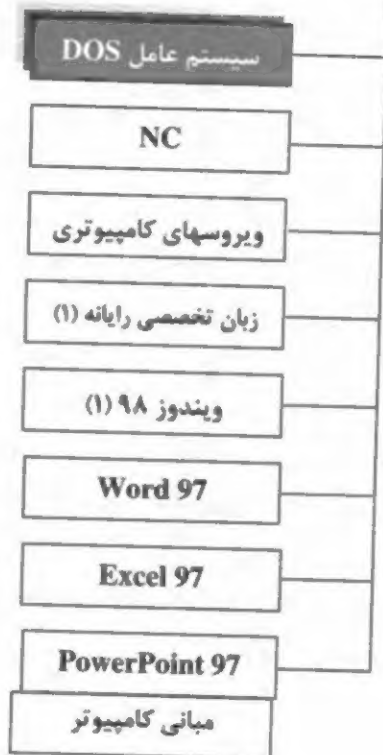 سیستم عامل DOS
NC
ویروسهای کامپیوتری
زبان تخصصی رایانه (۱)
ویندوز ۹۸ (۱)
Word 97
Excel 97
PowerPoint 97
مبانی کامپیوتر